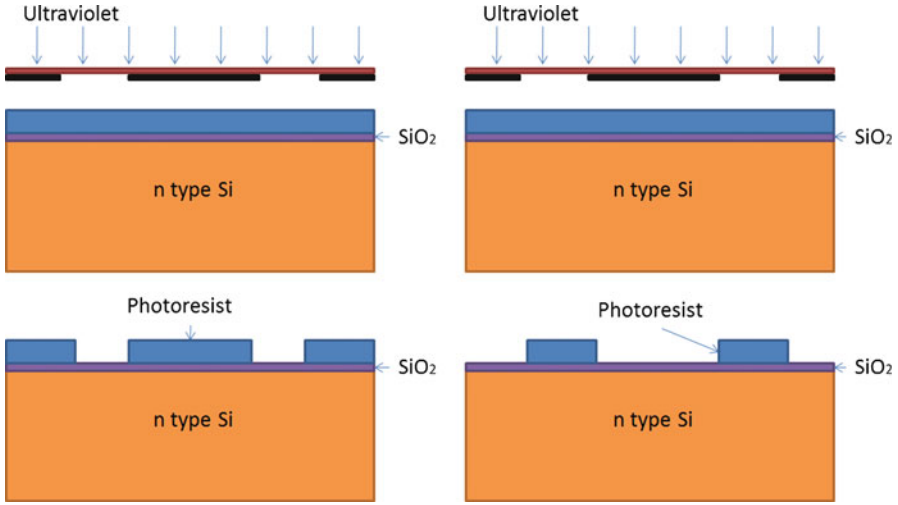 Ultraviolet
Ultraviolet
SiO₂
SiO₂
n type Si
n type Si
Photoresist
Photoresist
SiO₂
SiO₂
n type Si
n type Si